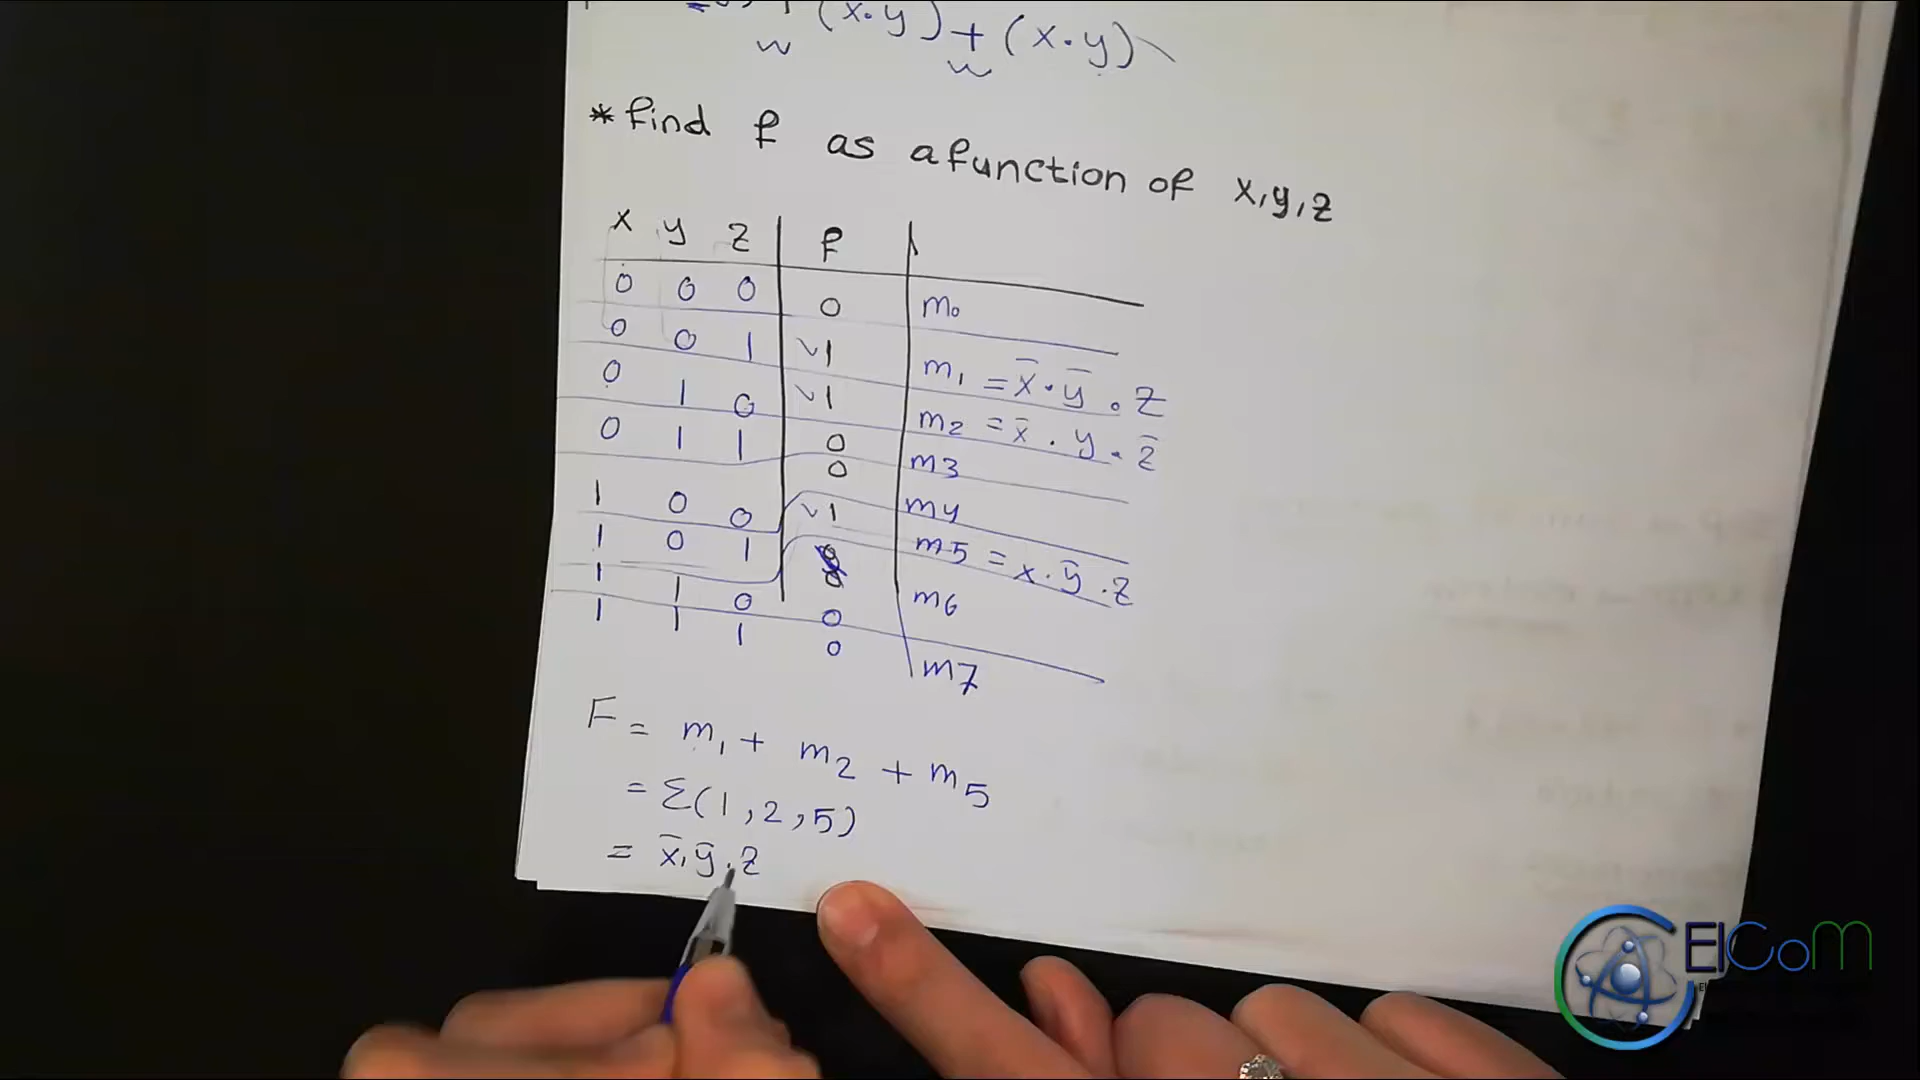 (x.y) + (x.y)
* find f as a function of x,y,z
x y z f
0 0 0 0 m0
0 0 1 ✓1 m1 = x̄.ȳ.z
0 1 0 ✓1 m2 = x̄.y.z̄
0 1 1 0 m3
1 0 0 0 m4
1 0 1 ✓1 m5 = x.ȳ.z
1 1 0 0 m6
1 1 1 0 m7
F = m1 + m2 + m5
= Σ(1,2,5)
= x̄.ȳ.z
ElCoM